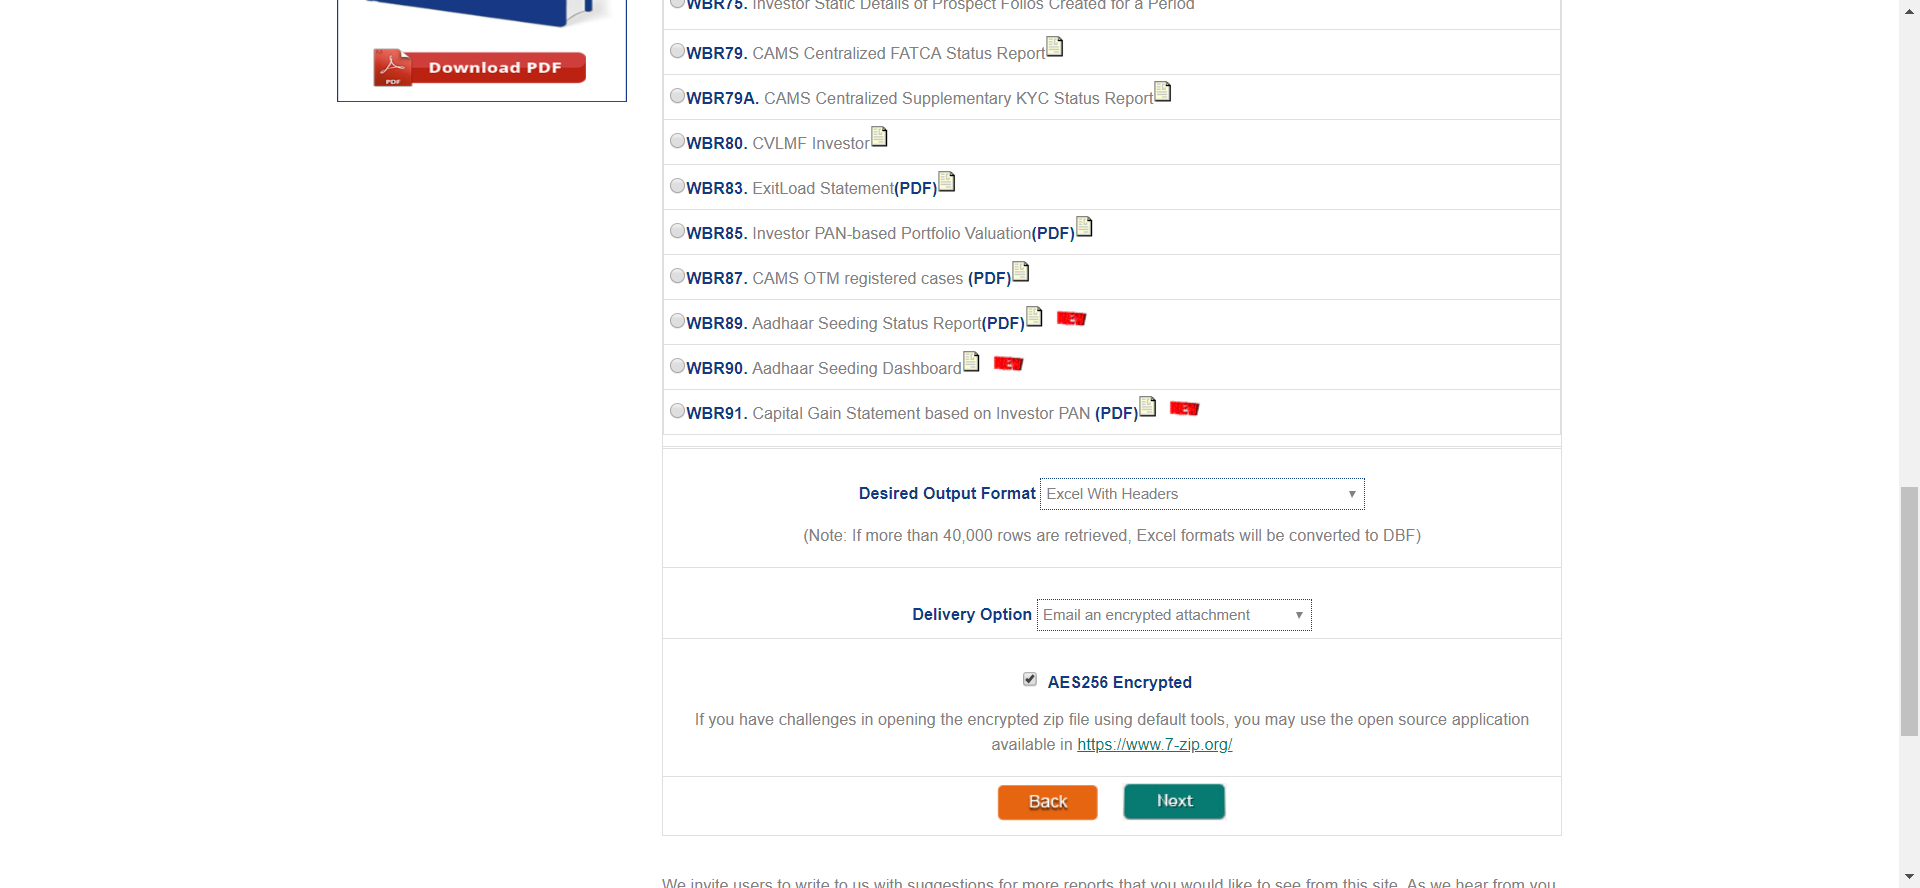 Download PDF
PDF
WBR75. Investor Static Details of Prospect Folios Created for a Period
WBR79. CAMS Centralized FATCA Status Report
WBR79A. CAMS Centralized Supplementary KYC Status Report
WBR80. CVLMF Investor
WBR83. ExitLoad Statement(PDF)
WBR85. Investor PAN-based Portfolio Valuation(PDF)
WBR87. CAMS OTM registered cases (PDF)
WBR89. Aadhaar Seeding Status Report(PDF)
WBR90. Aadhaar Seeding Dashboard
WBR91. Capital Gain Statement based on Investor PAN (PDF)
Desired Output Format Excel With Headers
(Note: If more than 40,000 rows are retrieved, Excel formats will be converted to DBF)
Delivery Option Email an encrypted attachment
AES256 Encrypted
If you have challenges in opening the encrypted zip file using default tools, you may use the open source application
available in https://www.7-zip.org/
Back Next
We invite users to write to us with suggestions for more reports that you would like to see from this site. As we hear from you